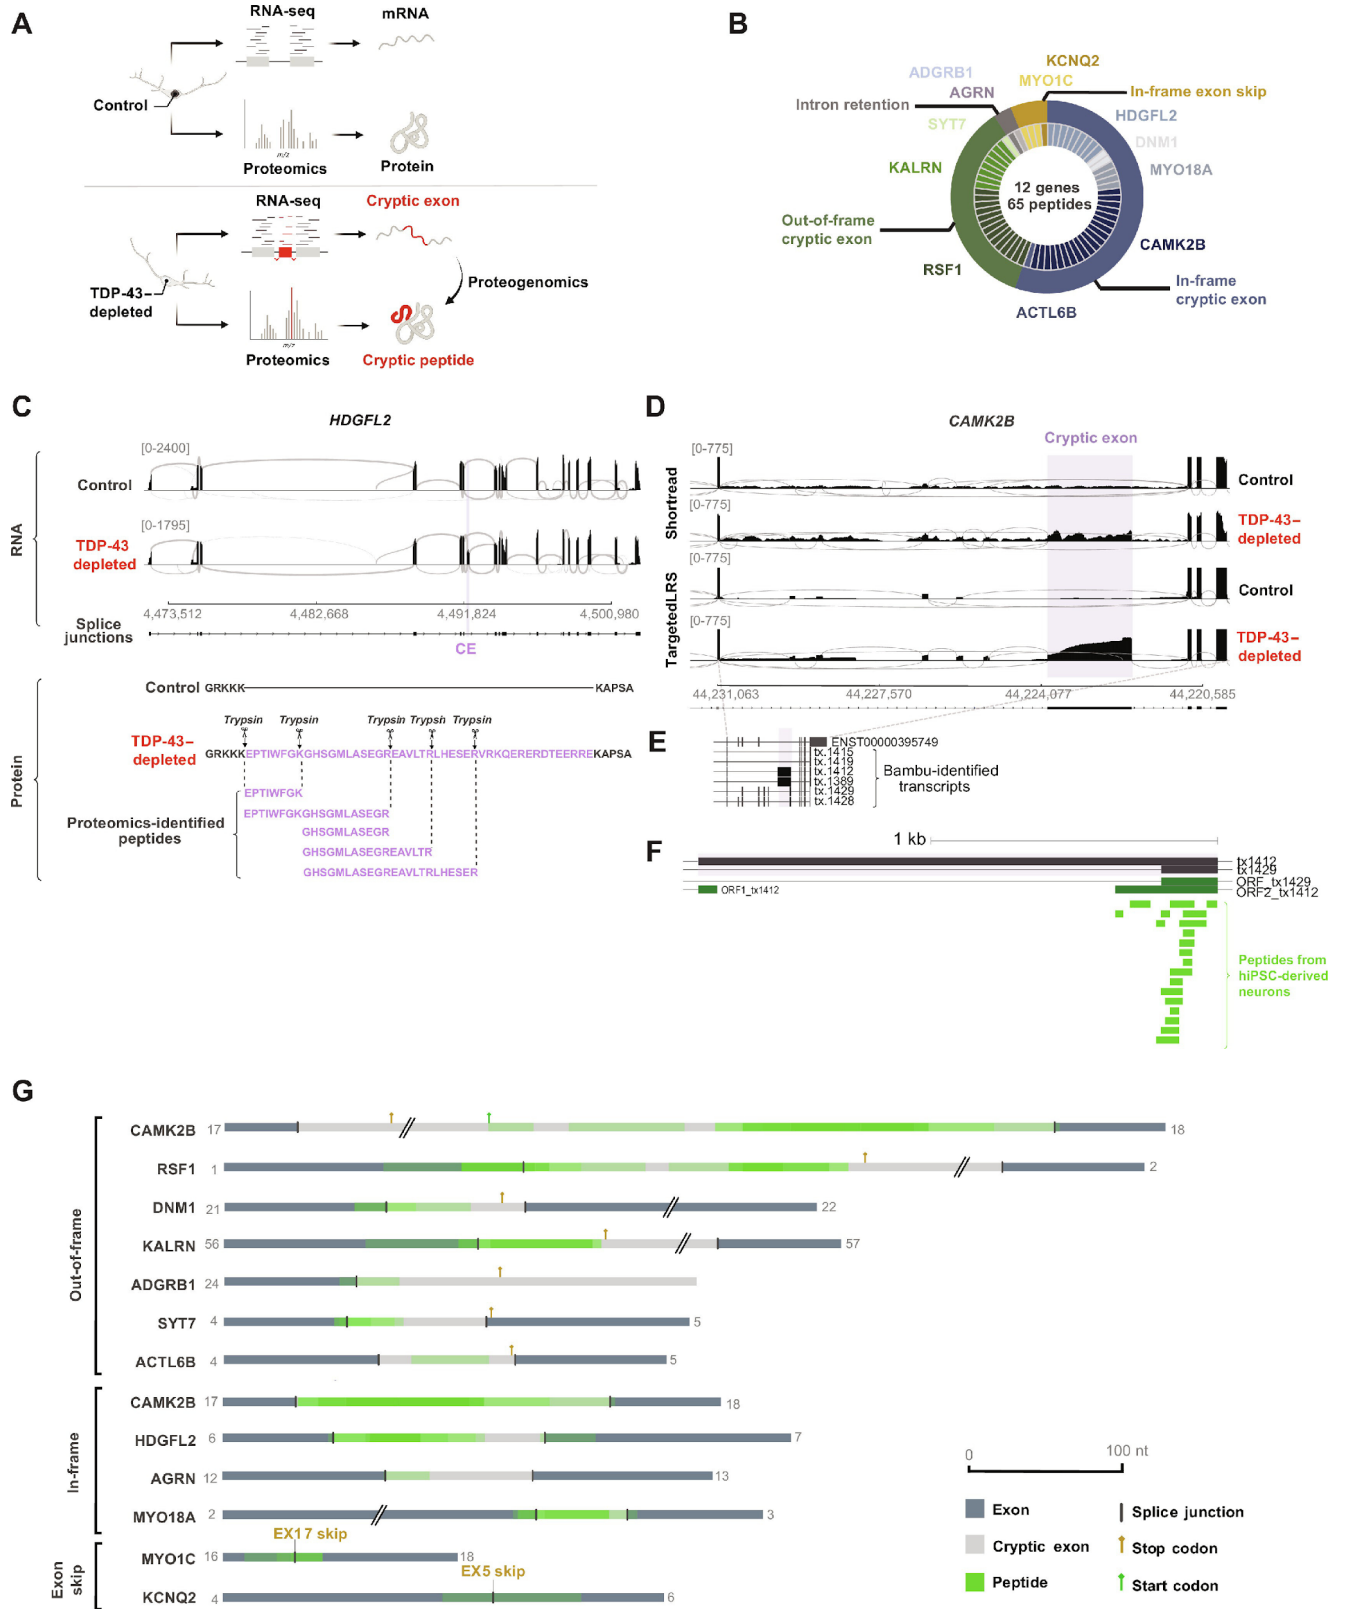 A
RNA-seq
mRNA
Control
m/z
Proteomics
Protein
RNA-seq
Cryptic exon
TDP-43–
depleted
Proteogenomics
m/z
Proteomics
Cryptic peptide
B
KCNQ2
ADGRB1
MYO1C
AGRN
In-frame exon skip
Intron retention
HDGFL2
SYT7
DNM1
KALRN
MYO18A
12 genes
65 peptides
Out-of-frame
cryptic exon
CAMK2B
RSF1
In-frame
cryptic exon
ACTL6B
C
HDGFL2
RNA
[0-2400]
Control
[0-1795]
TDP-43
depleted
4,473,512
4,482,668
4,491,824
4,500,980
Splice
junctions
CE
Protein
Control
GRKKK
KAPSA
Trypsin
Trypsin
Trypsin
Trypsin
Trypsin
TDP-43–
depleted
GRKKKEPTIWFGKGHSGMLASEGREAVLTRLHESERVRKQERERDTEERREKAPSA
EPTIWFGK
EPTIWFGKGHSGMLASEGR
Proteomics-identified
peptides
GHSGMLASEGR
GHSGMLASEGREAVLTR
GHSGMLASEGREAVLTRLHESER
D
CAMK2B
Cryptic exon
Shortread
[0-775]
Control
[0-775]
TDP-43–
depleted
TargetedLRS
[0-775]
Control
[0-775]
TDP-43–
depleted
44,231,063
44,227,570
44,224,077
44,220,585
E
ENST00000395749
tx.1415
tx.1419
tx.1412
tx.1389
tx.1429
tx.1428
Bambu-identified
transcripts
F
1 kb
tx1412
tx1429
ORF_tx1429
ORF1_tx1412
ORF2_tx1412
Peptides from
hiPSC-derived
neurons
G
Out-of-frame
CAMK2B 17 18
RSF1 1 2
DNM1 21 22
KALRN 56 57
ADGRB1 24
SYT7 4 5
ACTL6B 4 5
In-frame
CAMK2B 17 18
HDGFL2 6 7
AGRN 12 13
MYO18A 2 3
Exon
skip
EX17 skip
MYO1C 16 18
EX5 skip
KCNQ2 4 6
0
100 nt
Exon
Splice junction
Cryptic exon
Stop codon
Peptide
Start codon